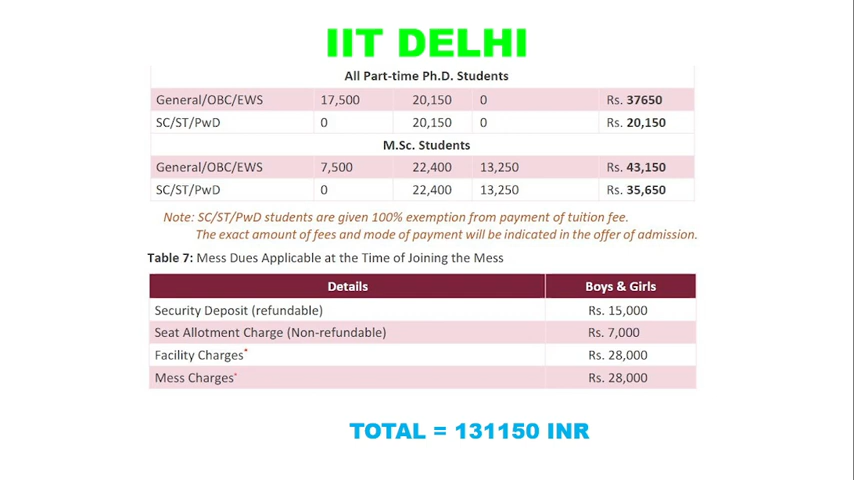 IIT DELHI
All Part-time Ph.D. Students
General/OBC/EWS 17,500 20,150 0 Rs. 37650
SC/ST/PwD 0 20,150 0 Rs. 20,150
M.Sc. Students
General/OBC/EWS 7,500 22,400 13,250 Rs. 43,150
SC/ST/PwD 0 22,400 13,250 Rs. 35,650
Note: SC/ST/PwD students are given 100% exemption from payment of tuition fee.
The exact amount of fees and mode of payment will be indicated in the offer of admission.
Table 7: Mess Dues Applicable at the Time of Joining the Mess
Details Boys & Girls
Security Deposit (refundable) Rs. 15,000
Seat Allotment Charge (Non-refundable) Rs. 7,000
Facility Charges* Rs. 28,000
Mess Charges* Rs. 28,000
TOTAL = 131150 INR